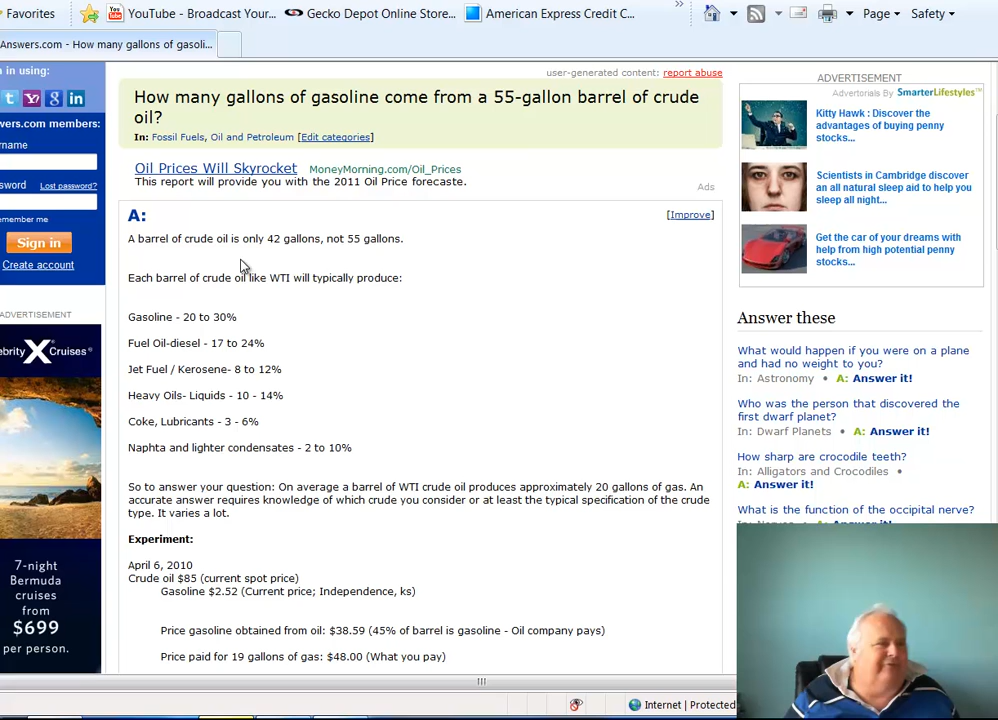 Favorites
YouTube - Broadcast Your...
Gecko Depot Online Store...
American Express Credit C...
»
Page
Safety
Answers.com - How many gallons of gasoli...
n in using:
wers.com members:
Lost password?
Sign in
Create account
ADVERTISEMENT
X Cruises®
7-night
Bermuda
cruises
from
$699
per person.
user-generated content: report abuse
How many gallons of gasoline come from a 55-gallon barrel of crude
oil?
In: Fossil Fuels, Oil and Petroleum [Edit categories]
Oil Prices Will Skyrocket MoneyMorning.com/Oil_Prices
This report will provide you with the 2011 Oil Price forecaste.
Ads
A:
[Improve]
A barrel of crude oil is only 42 gallons, not 55 gallons.
Each barrel of crude oil like WTI will typically produce:
Gasoline - 20 to 30%
Fuel Oil-diesel - 17 to 24%
Jet Fuel / Kerosene- 8 to 12%
Heavy Oils- Liquids - 10 - 14%
Coke, Lubricants - 3 - 6%
Naphta and lighter condensates - 2 to 10%
So to answer your question: On average a barrel of WTI crude oil produces approximately 20 gallons of gas. An
accurate answer requires knowledge of which crude you consider or at least the typical specification of the crude
type. It varies a lot.
Experiment:
April 6, 2010
Crude oil $85 (current spot price)
Gasoline $2.52 (Current price; Independence, ks)
Price gasoline obtained from oil: $38.59 (45% of barrel is gasoline - Oil company pays)
Price paid for 19 gallons of gas: $48.00 (What you pay)
ADVERTISEMENT
Advertorials By SmarterLifestyles™
Kitty Hawk : Discover the
advantages of buying penny
stocks...
Scientists in Cambridge discover
an all natural sleep aid to help you
sleep all night...
Get the car of your dreams with
help from high potential penny
stocks...
Answer these
What would happen if you were on a plane
and had no weight to you?
In: Astronomy • A: Answer it!
Who was the person that discovered the
first dwarf planet?
In: Dwarf Planets • A: Answer it!
How sharp are crocodile teeth?
In: Alligators and Crocodiles •
A: Answer it!
What is the function of the occipital nerve?
Internet | Protected